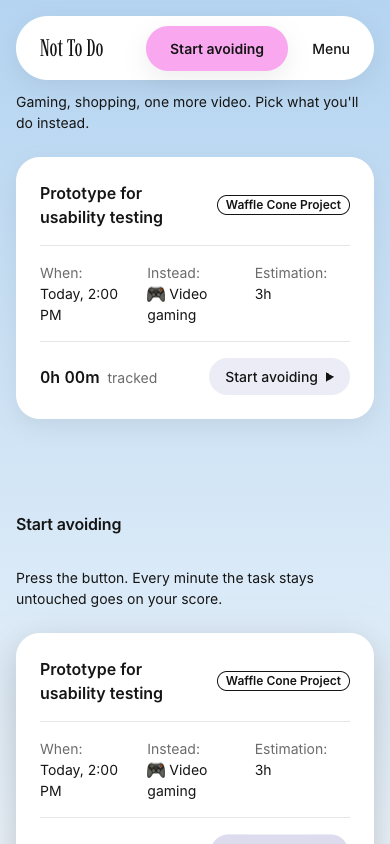 Not To Do
Start avoiding
Menu
Gaming, shopping, one more video. Pick what you'll
do instead.
Prototype for
usability testing
Waffle Cone Project
When:
Today, 2:00
PM
Instead:
🎮 Video
gaming
Estimation:
3h
0h 00m tracked
Start avoiding ▶
Start avoiding
Press the button. Every minute the task stays
untouched goes on your score.
Prototype for
usability testing
Waffle Cone Project
When:
Today, 2:00
PM
Instead:
🎮 Video
gaming
Estimation:
3h